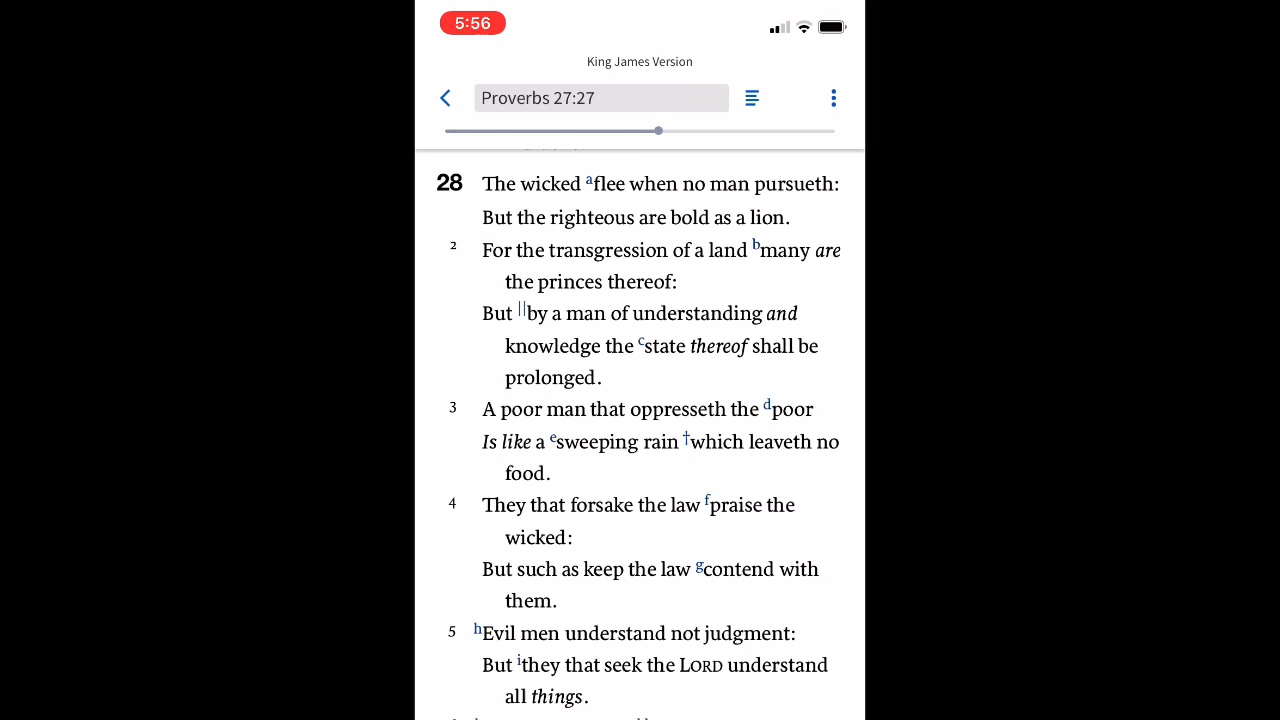 5:56
King James Version
Proverbs 27:27
28 The wicked ᵃflee when no man pursueth:
But the righteous are bold as a lion.
2 For the transgression of a land ᵇmany are
the princes thereof:
But ||by a man of understanding and
knowledge the ᶜstate thereof shall be
prolonged.
3 A poor man that oppresseth the ᵈpoor
Is like a ᵉsweeping rain †which leaveth no
food.
4 They that forsake the law ᶠpraise the
wicked:
But such as keep the law ᵍcontend with
them.
5 ʰEvil men understand not judgment:
But ⁱthey that seek the LORD understand
all things.